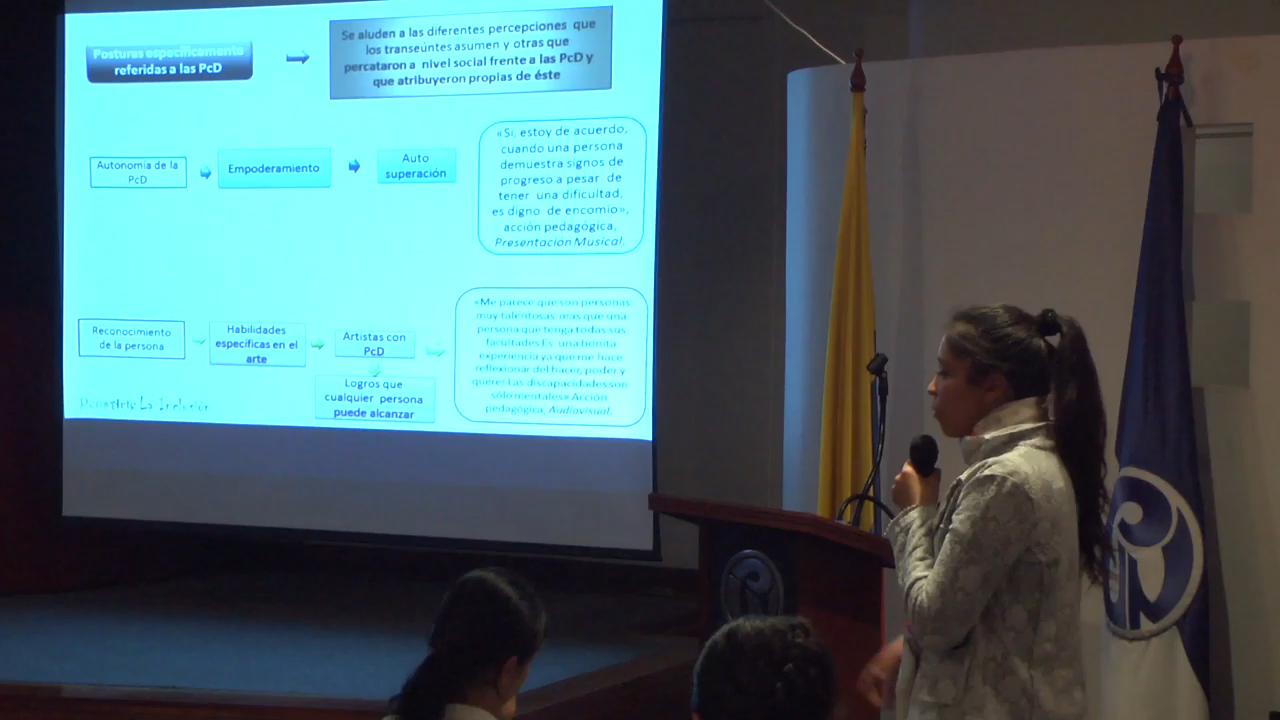 Posturas específicamente
referidas a las PcD
Se aluden a las diferentes percepciones que
los transeúntes asumen y otras que
percataron a nivel social frente a las PcD y
que atribuyeron propias de éste
Autonomía de la
PcD
Empoderamiento
Auto
superación
«Si, estoy de acuerdo,
cuando una persona
demuestra signos de
progreso a pesar de
tener una dificultad,
es digno de encomio»,
acción pedagógica,
Presentación Musical.
Reconocimiento
de la persona
Habilidades
específicas en el
arte
Artistas con
PcD
Logros que
cualquier persona
puede alcanzar
«Me parece que son personas
muy talentosas, mas que una
persona que tenga todas sus
facultades Es una bonita
experiencia ya que me hace
reflexionar del hacer, poder y
querer Las discapacidades son
sólo mentales» Acción
pedagógica, Audiovisual.
La Inclusión